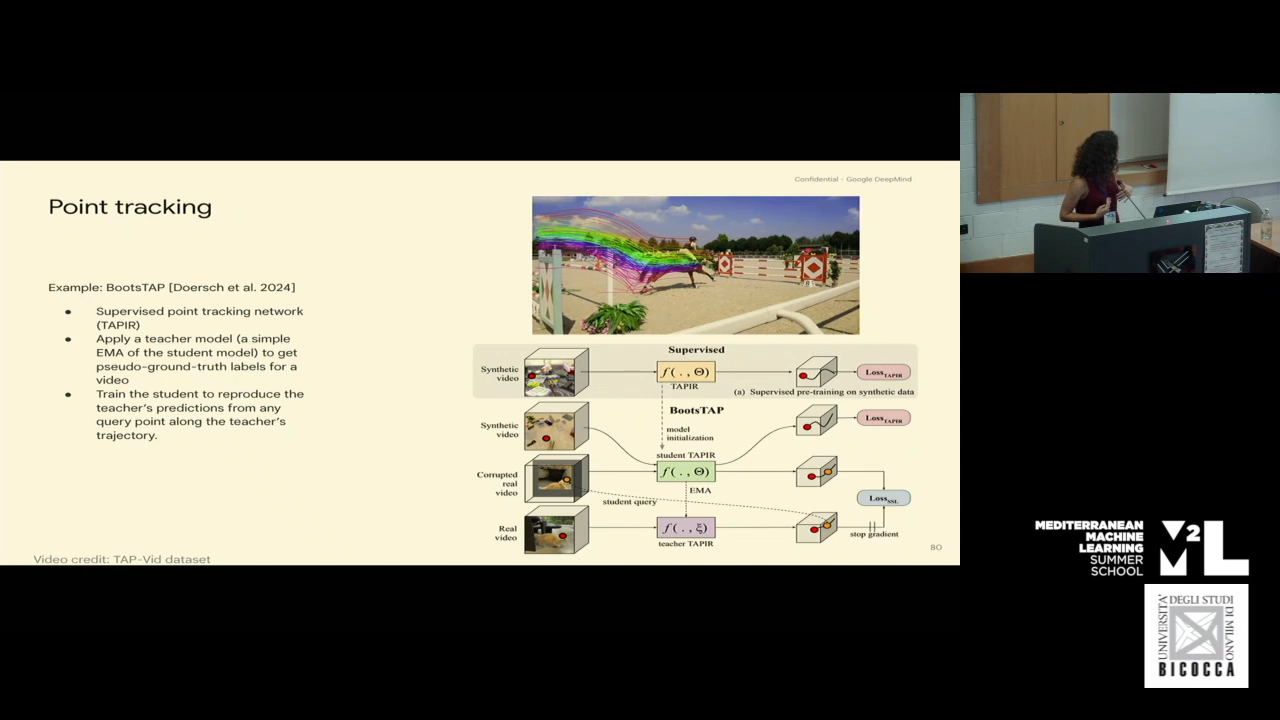 Confidential - Google DeepMind
Point tracking
Example: BootsTAP [Doersch et al. 2024]
● Supervised point tracking network
(TAPIR)
● Apply a teacher model (a simple
EMA of the student model) to get
pseudo-ground-truth labels for a
video
● Train the student to reproduce the
teacher's predictions from any
query point along the teacher's
trajectory.
Video credit: TAP-Vid dataset
Supervised
Synthetic
video
f(., Θ)
TAPIR
Loss TAPIR
(a) Supervised pre-training on synthetic data
BootsTAP
Synthetic
video
model
initialization
Loss TAPIR
student TAPIR
Corrupted
real
video
f(., Θ)
EMA
student query
Loss SSL
Real
video
f(., ξ)
teacher TAPIR
stop gradient
80
MEDITERRANEAN
MACHINE
LEARNING
SUMMER
SCHOOL
M2L
UNIVERSITA'
DEGLI STUDI
DI MILANO
BICOCCA